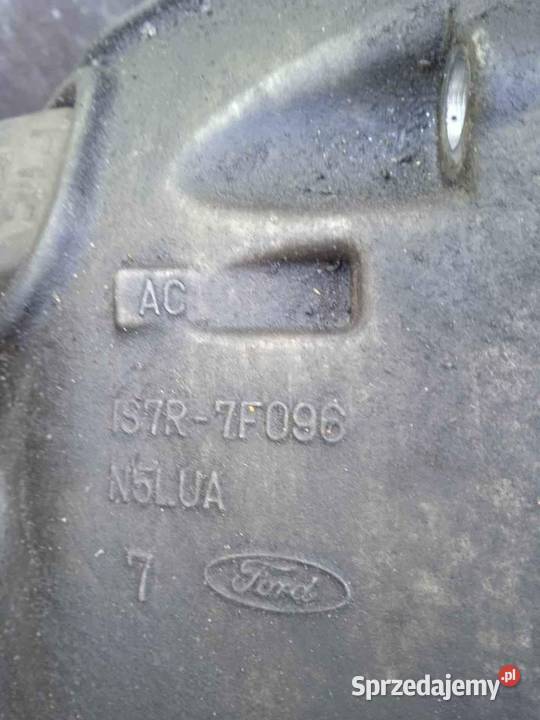 AC
1S7R-7F096
N5LUA
7 Ford
Sprzedajemy.pl